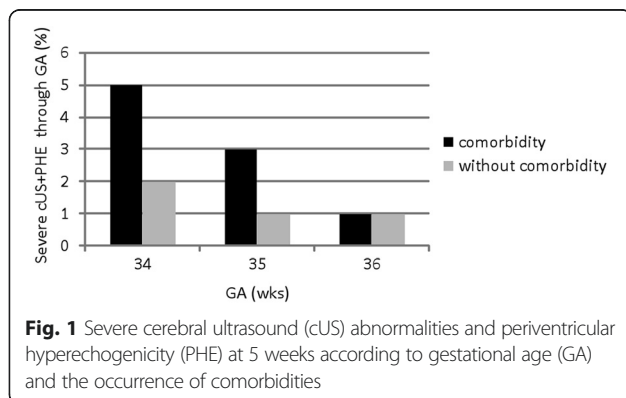 Severe cUS+PHE through GA (%)
6
5
4
3
2
1
0
34
35
36
GA (wks)
comorbidity
without comorbidity
Fig. 1 Severe cerebral ultrasound (cUS) abnormalities and periventricular
hyperechogenicity (PHE) at 5 weeks according to gestational age (GA)
and the occurrence of comorbidities